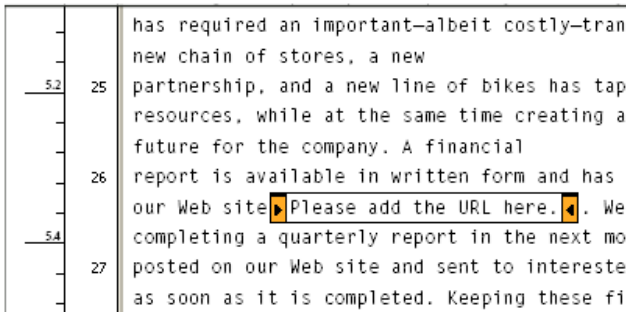 has required an important—albeit costly—tran
new chain of stores, a new
5.2 25 partnership, and a new line of bikes has tap
resources, while at the same time creating a
future for the company. A financial
26 report is available in written form and has
our Web site Please add the URL here. . We
5.4 completing a quarterly report in the next mo
27 posted on our Web site and sent to intereste
as soon as it is completed. Keeping these fi